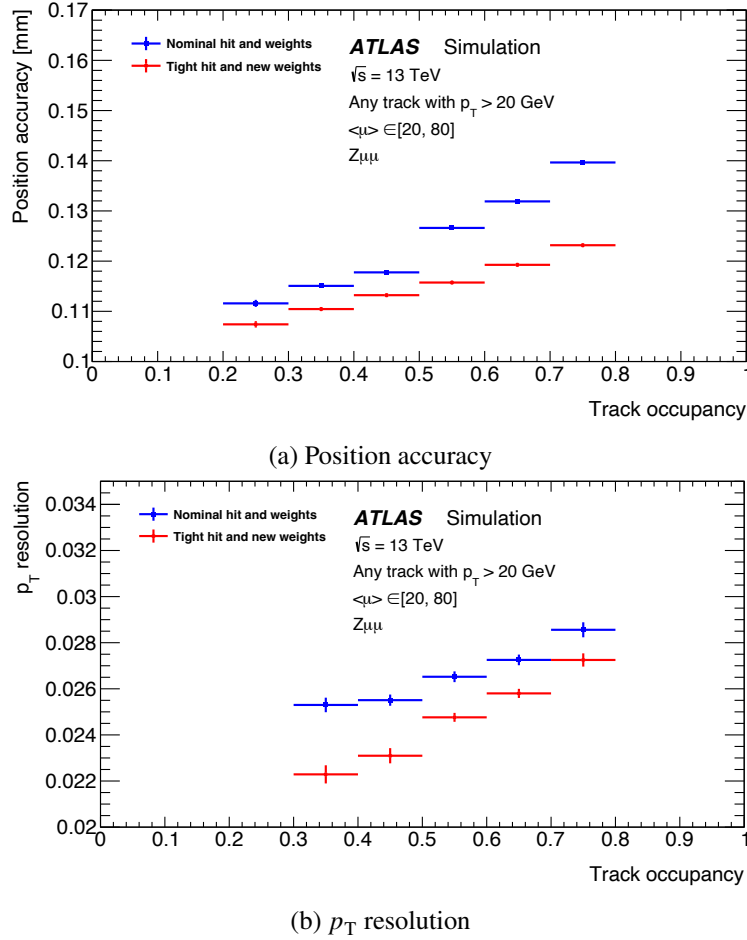 0.17
0.16
0.15
0.14
0.13
0.12
0.11
0.1
Position accuracy [mm]
Nominal hit and weights
Tight hit and new weights
ATLAS Simulation
√s = 13 TeV
Any track with p_T > 20 GeV
<μ> ∈[20, 80]
Zμμ
0 0.1 0.2 0.3 0.4 0.5 0.6 0.7 0.8 0.9 1
Track occupancy
(a) Position accuracy
0.034
0.032
0.03
0.028
0.026
0.024
0.022
0.02
p_T resolution
Nominal hit and weights
Tight hit and new weights
ATLAS Simulation
√s = 13 TeV
Any track with p_T > 20 GeV
<μ> ∈[20, 80]
Zμμ
0 0.1 0.2 0.3 0.4 0.5 0.6 0.7 0.8 0.9 1
Track occupancy
(b) p_T resolution